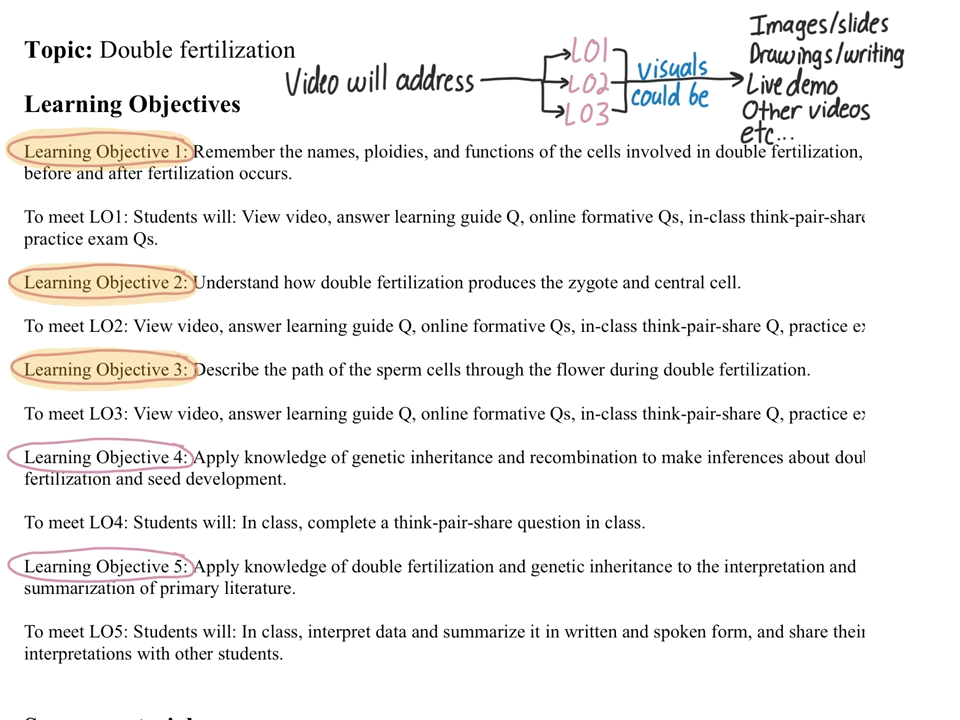 Topic: Double fertilization
Video will address
LO1
LO2
LO3
visuals
could be
Images/slides
Drawings/writing
Live demo
Other videos
etc...
Learning Objectives
Learning Objective 1: Remember the names, ploidies, and functions of the cells involved in double fertilization,
before and after fertilization occurs.
To meet LO1: Students will: View video, answer learning guide Q, online formative Qs, in-class think-pair-share
practice exam Qs.
Learning Objective 2: Understand how double fertilization produces the zygote and central cell.
To meet LO2: View video, answer learning guide Q, online formative Qs, in-class think-pair-share Q, practice
Learning Objective 3: Describe the path of the sperm cells through the flower during double fertilization.
To meet LO3: View video, answer learning guide Q, online formative Qs, in-class think-pair-share Q, practice
Learning Objective 4: Apply knowledge of genetic inheritance and recombination to make inferences about
fertilization and seed development.
To meet LO4: Students will: In class, complete a think-pair-share question in class.
Learning Objective 5: Apply knowledge of double fertilization and genetic inheritance to the interpretation and
summarization of primary literature.
To meet LO5: Students will: In class, interpret data and summarize it in written and spoken form, and share their
interpretations with other students.